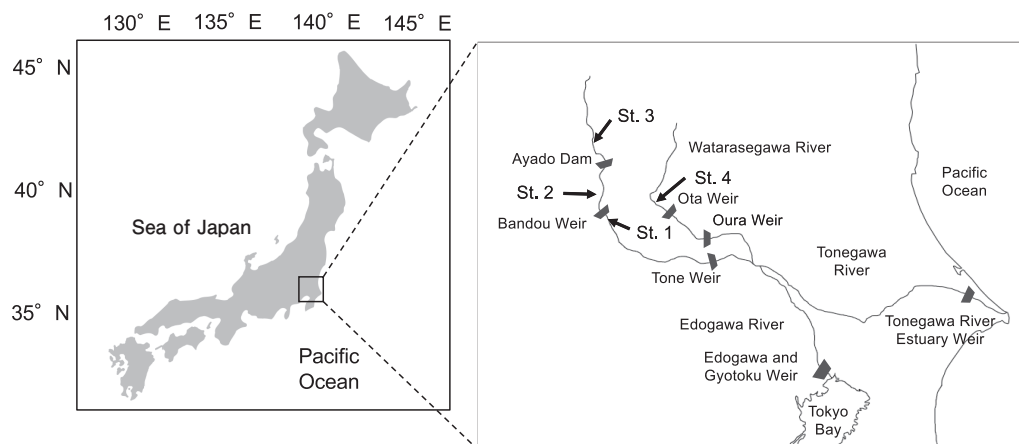 130° E 135° E 140° E 145° E
45° N
40° N
35° N
Sea of Japan
Pacific
Ocean
St. 3
Ayado Dam
Watarasegawa River
St. 2
St. 4
Ota Weir
Bandou Weir
Oura Weir
St. 1
Tone Weir
Pacific
Ocean
Tonegawa
River
Edogawa River
Tonegawa River
Estuary Weir
Edogawa and
Gyotoku Weir
Tokyo
Bay